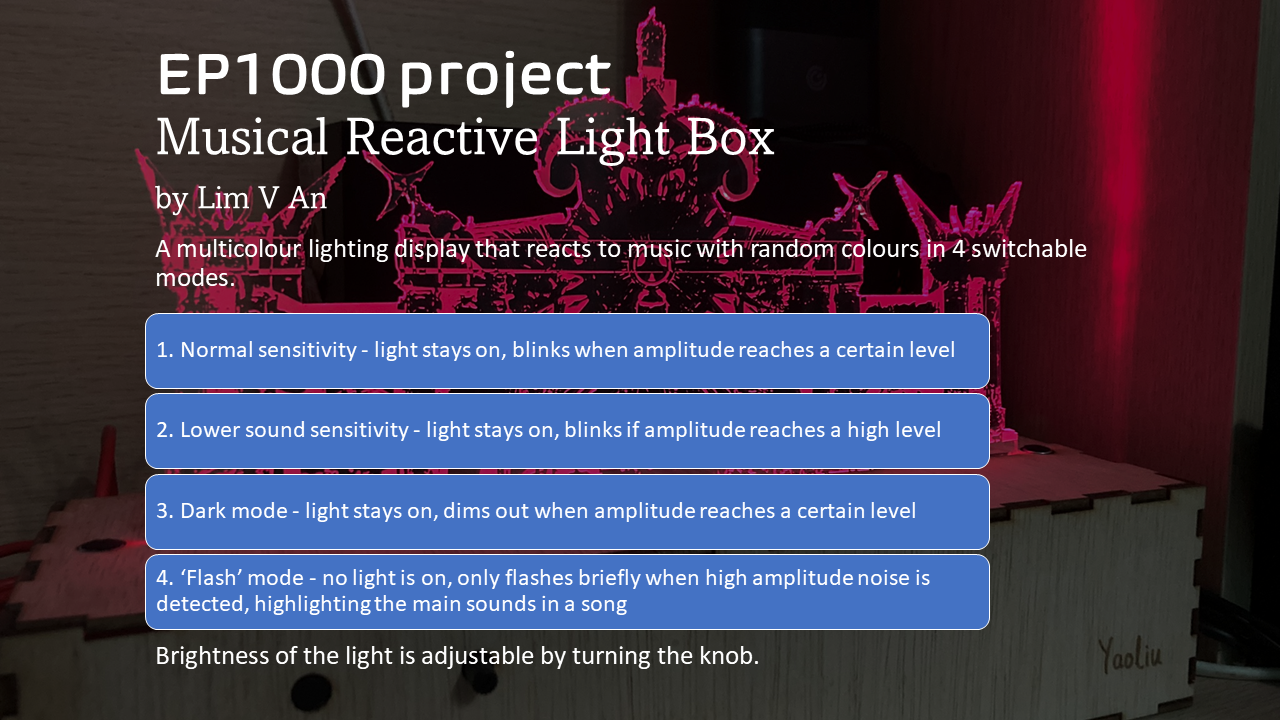 EP1000 project
Musical Reactive Light Box
by Lim V An
A multicolour lighting display that reacts to music with random colours in 4 switchable
modes.
1. Normal sensitivity - light stays on, blinks when amplitude reaches a certain level
2. Lower sound sensitivity - light stays on, blinks if amplitude reaches a high level
3. Dark mode - light stays on, dims out when amplitude reaches a certain level
4. ‘Flash’ mode - no light is on, only flashes briefly when high amplitude noise is
detected, highlighting the main sounds in a song
Brightness of the light is adjustable by turning the knob.
Yaoliu